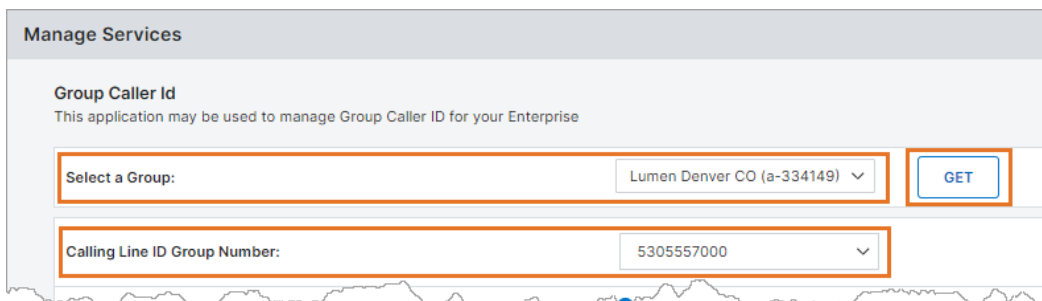 Manage Services
Group Caller Id
This application may be used to manage Group Caller ID for your Enterprise
Select a Group: Lumen Denver CO (a-334149) GET
Calling Line ID Group Number: 5305557000